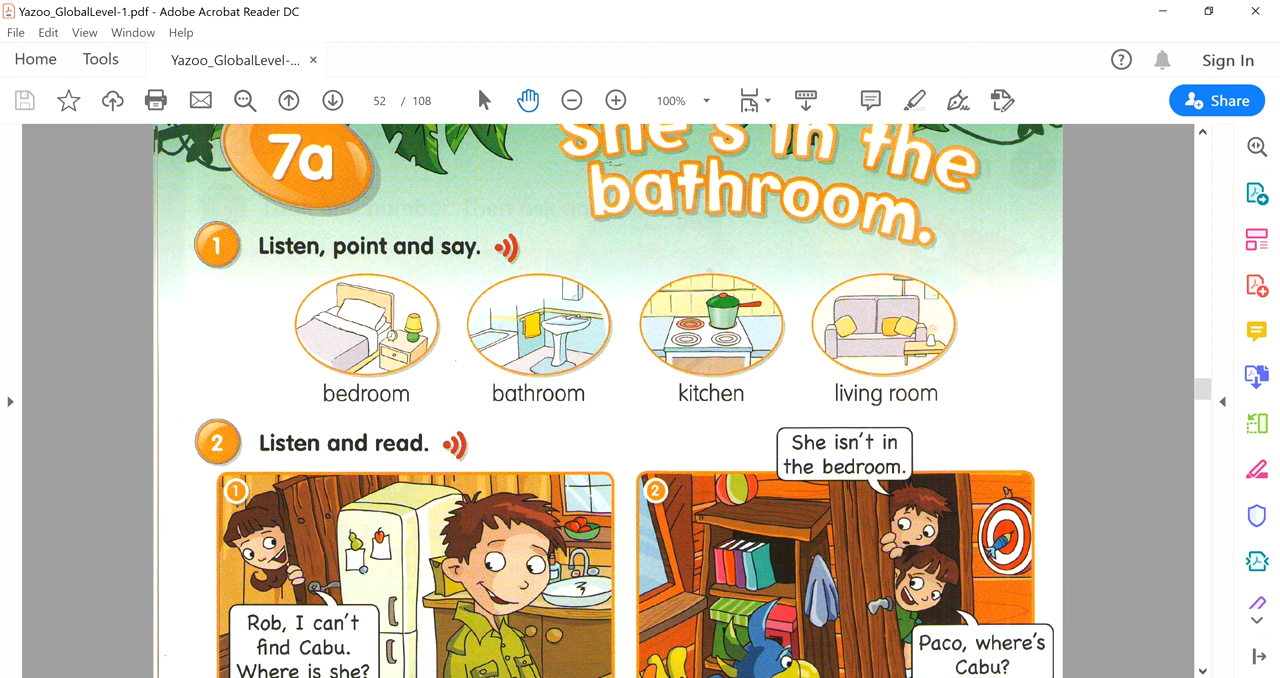 Yazoo_GlobalLevel-1.pdf - Adobe Acrobat Reader DC
File Edit View Window Help
Home Tools Yazoo_GlobalLevel-... × Sign In
52 / 108 100% Share
7a
She's in the
bathroom.
1 Listen, point and say.
bedroom bathroom kitchen living room
2 Listen and read.
She isn't in
the bedroom.
1
2
Rob, I can't
find Cabu.
Where is she?
Paco, where's
Cabu?